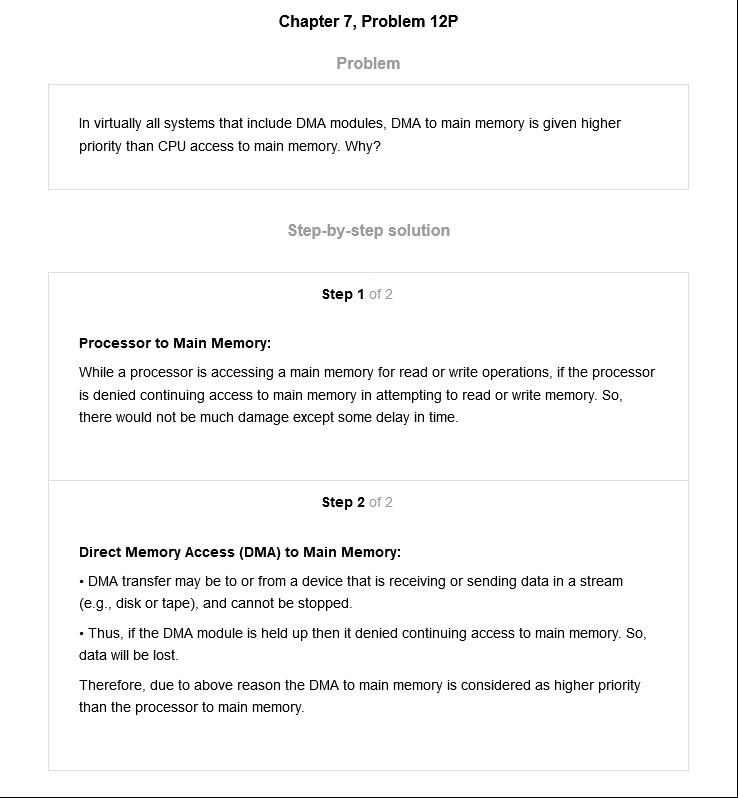 Chapter 7, Problem 12P
Problem
In virtually all systems that include DMA modules, DMA to main memory is given higher
priority than CPU access to main memory. Why?
Step-by-step solution
Step 1 of 2
Processor to Main Memory:
While a processor is accessing a main memory for read or write operations, if the processor
is denied continuing access to main memory in attempting to read or write memory. So,
there would not be much damage except some delay in time.
Step 2 of 2
Direct Memory Access (DMA) to Main Memory:
• DMA transfer may be to or from a device that is receiving or sending data in a stream
(e.g., disk or tape), and cannot be stopped.
• Thus, if the DMA module is held up then it denied continuing access to main memory. So,
data will be lost.
Therefore, due to above reason the DMA to main memory is considered as higher priority
than the processor to main memory.